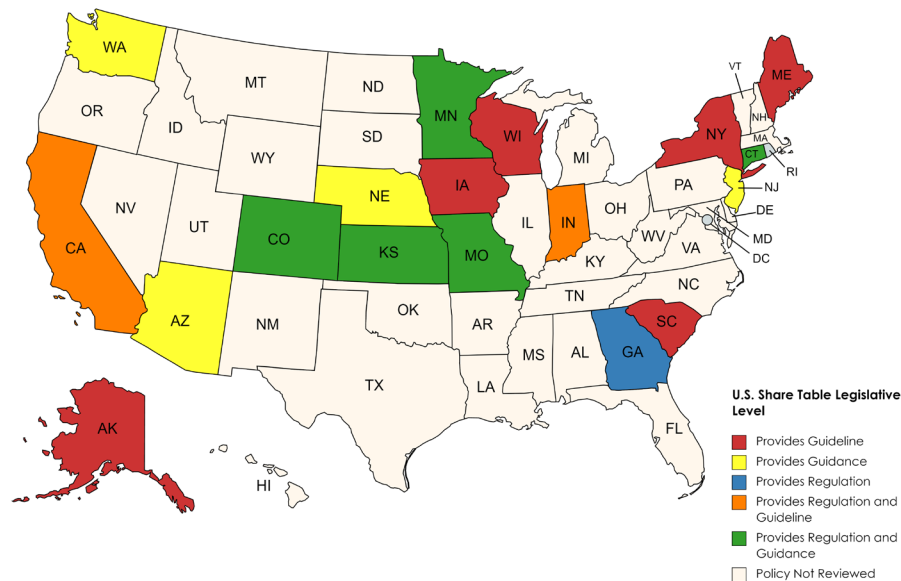 WA
MT
ND
MN
VT
ME
OR
ID
SD
WI
NY
NH
MA
CT
RI
WY
MI
IA
PA
NJ
NE
NV
UT
CO
IL
IN
OH
DE
MD
DC
WV
VA
CA
KS
MO
KY
NC
TN
AZ
NM
OK
AR
SC
MS
AL
GA
TX
LA
FL
AK
HI
U.S. Share Table Legislative
Level
Provides Guideline
Provides Guidance
Provides Regulation
Provides Regulation and
Guideline
Provides Regulation and
Guidance
Policy Not Reviewed